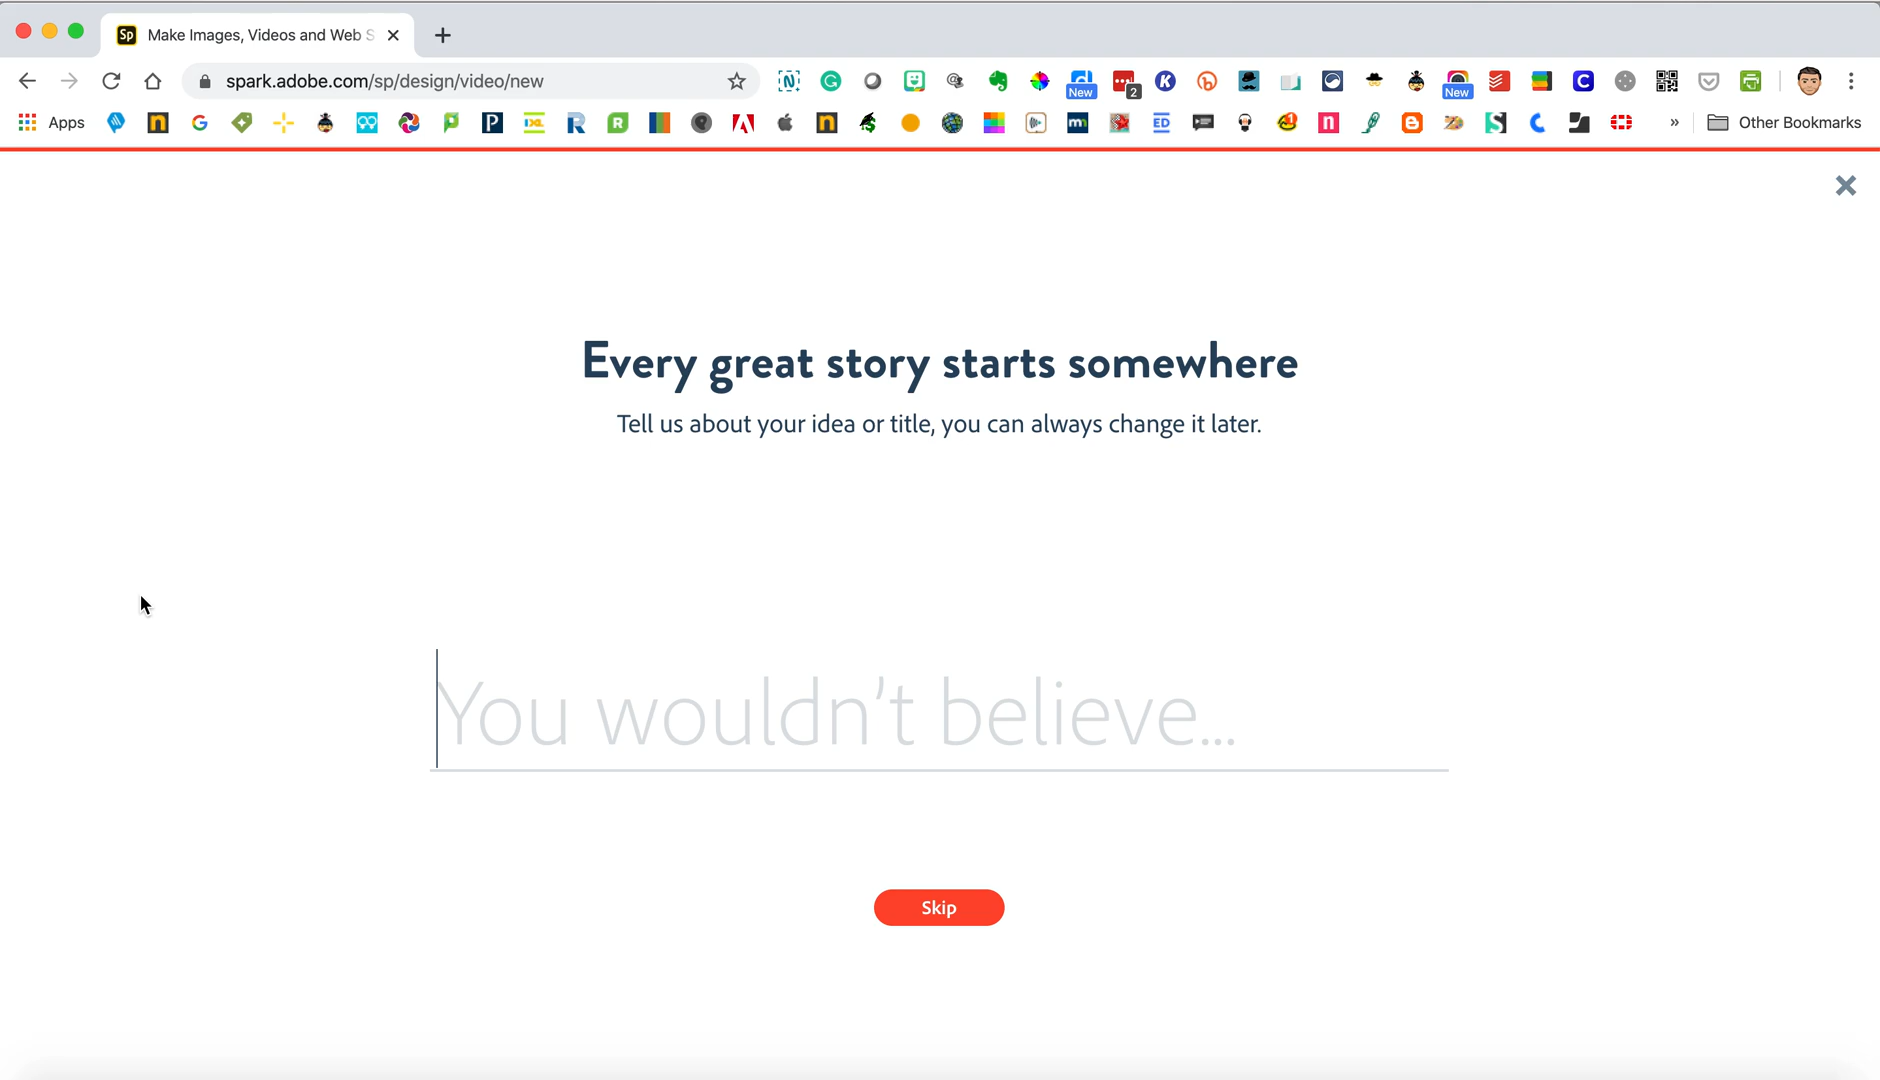 Make Images, Videos and Web S
spark.adobe.com/sp/design/video/new
New
2
New
Apps
Other Bookmarks
Every great story starts somewhere
Tell us about your idea or title, you can always change it later.
You wouldn't believe...
Skip